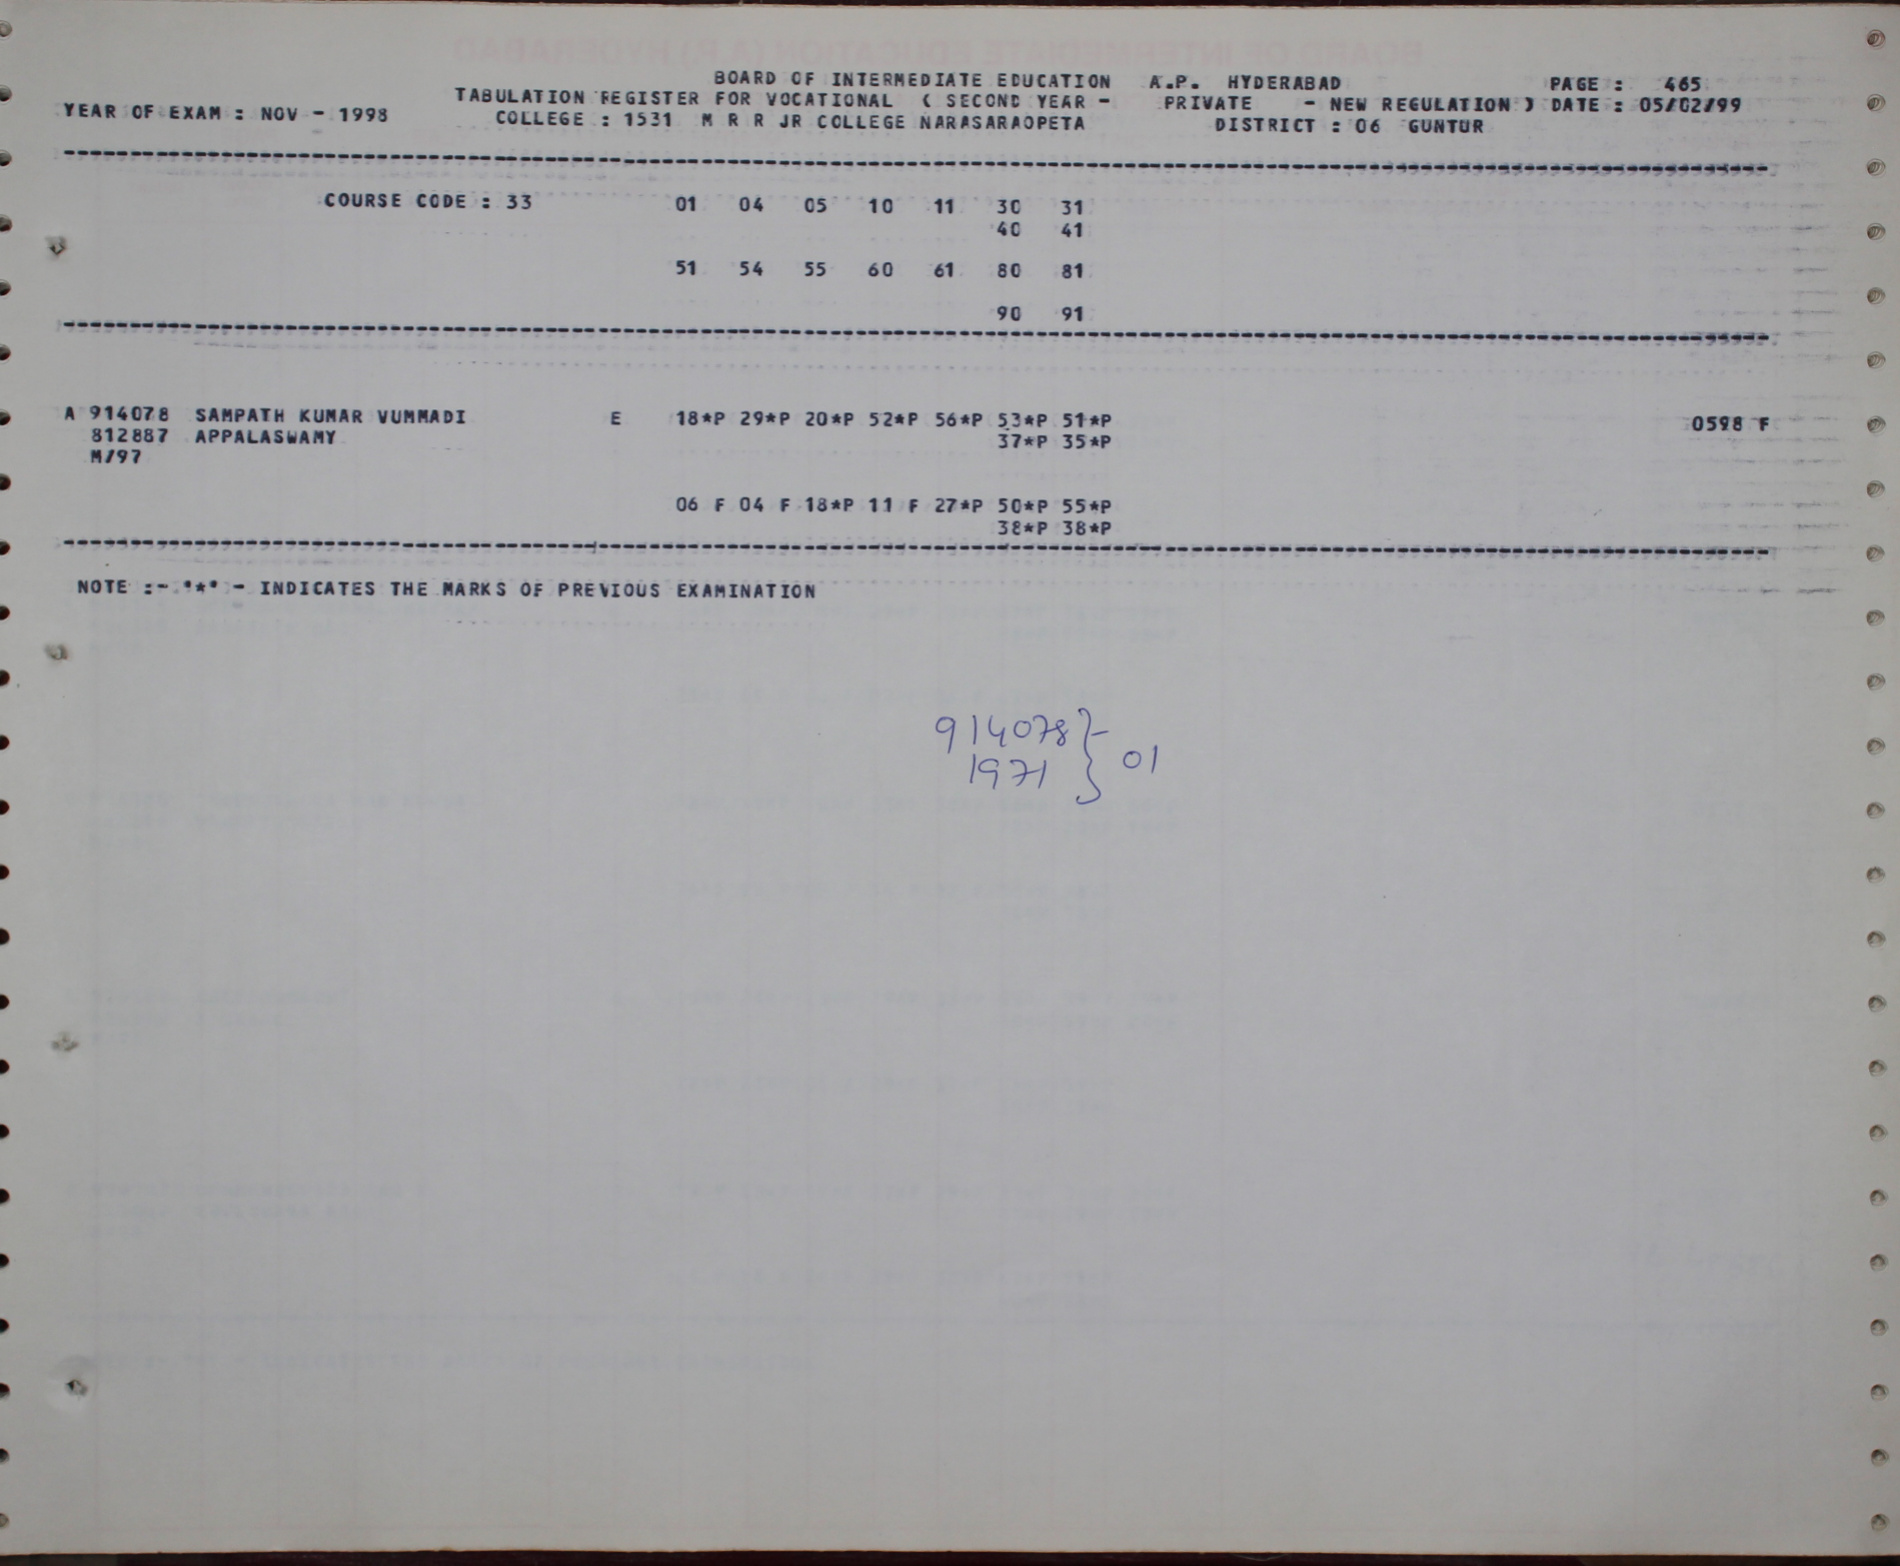 BOARD OF INTERMEDIATE EDUCATION A.P. HYDERABAD PAGE : 465
TABULATION REGISTER FOR VOCATIONAL ( SECOND YEAR - PRIVATE - NEW REGULATION ) DATE : 05/02/99
YEAR OF EXAM : NOV - 1998 COLLEGE : 1531 M R R JR COLLEGE NARASARAOPETA DISTRICT : 06 GUNTUR
COURSE CODE : 33 01 04 05 10 11 30 31
40 41
51 54 55 60 61 80 81
90 91
A 914078 SAMPATH KUMAR VUMMADI E 18*P 29*P 20*P 52*P 56*P 53*P 51*P 0598 F
812887 APPALASWAMY 37*P 35*P
M/97
06 F 04 F 18*P 11 F 27*P 50*P 55*P
38*P 38*P
NOTE :- '*' - INDICATES THE MARKS OF PREVIOUS EXAMINATION
914078 }-
1971 } 01